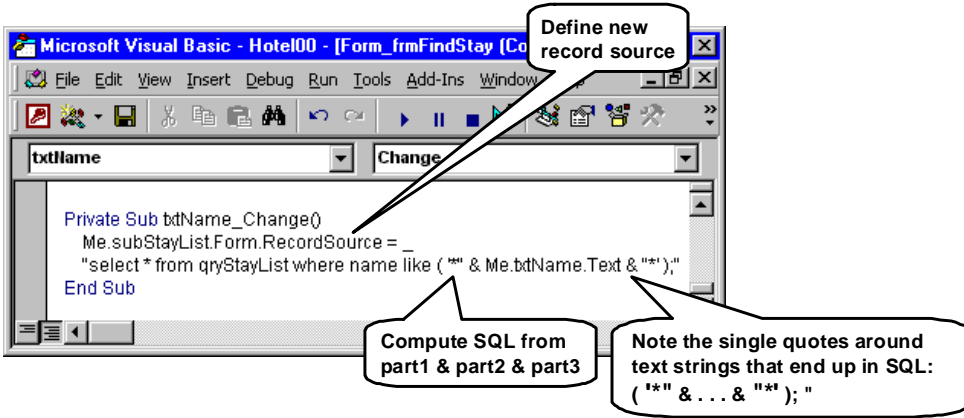 Define new
record source
Microsoft Visual Basic - Hotel00 - [Form_frmFindStay (Co
File Edit View Insert Debug Run Tools Add-Ins Window
txtName
Change
Private Sub txtName_Change()
Me.subStayList.Form.RecordSource = _
"select * from qryStayList where name like ( '*" & Me.txtName.Text & "*' );"
End Sub
Compute SQL from
part1 & part2 & part3
Note the single quotes around
text strings that end up in SQL:
( '*" & . . . & "*' ); "